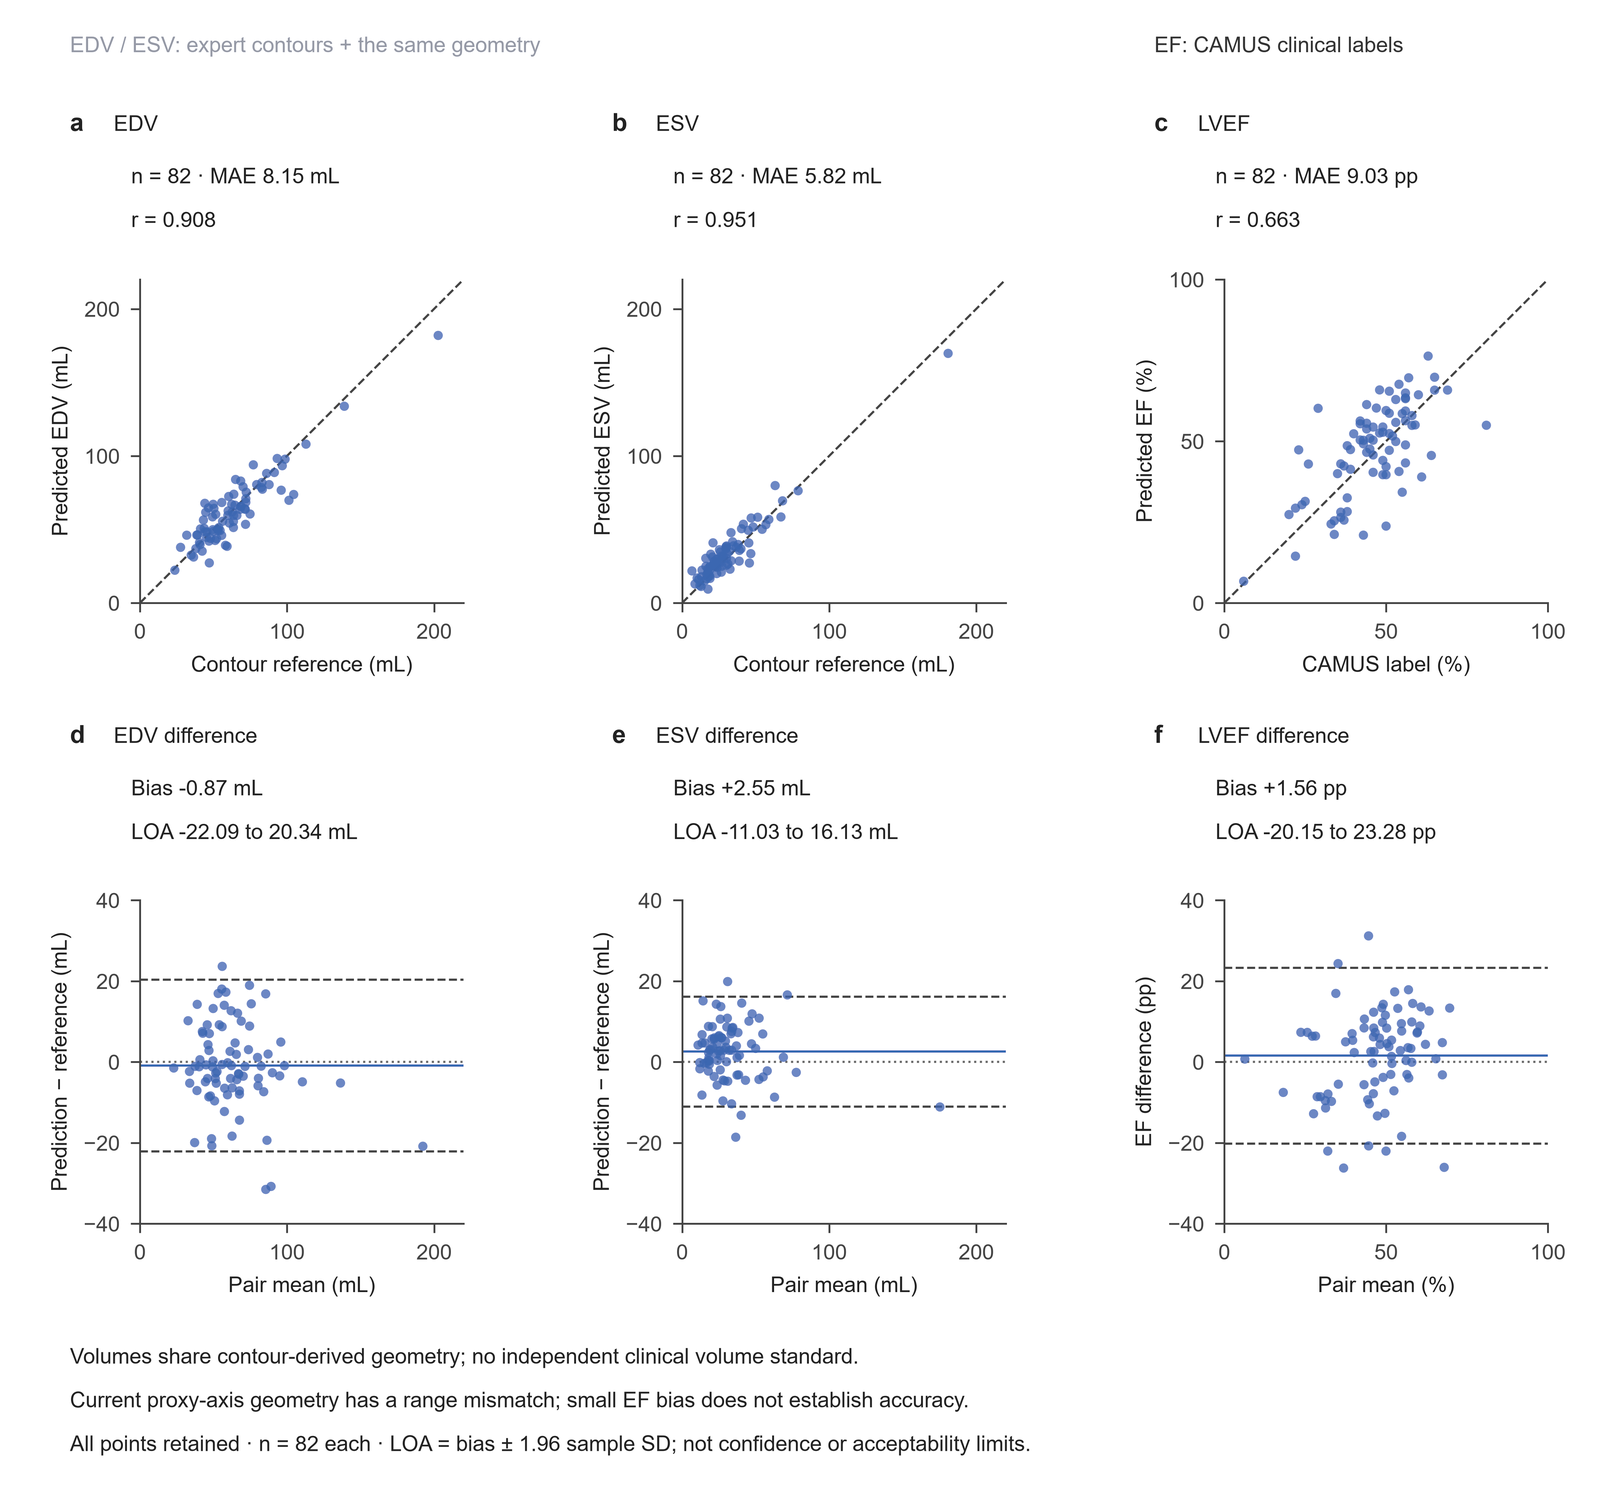 EDV / ESV: expert contours + the same geometry
EF: CAMUS clinical labels
a EDV
n = 82 · MAE 8.15 mL
r = 0.908
200
100
0
0 100 200
Predicted EDV (mL)
Contour reference (mL)
b ESV
n = 82 · MAE 5.82 mL
r = 0.951
200
100
0
0 100 200
Predicted ESV (mL)
Contour reference (mL)
c LVEF
n = 82 · MAE 9.03 pp
r = 0.663
100
50
0
0 50 100
Predicted EF (%)
CAMUS label (%)
d EDV difference
Bias -0.87 mL
LOA -22.09 to 20.34 mL
40
20
0
−20
−40
0 100 200
Prediction − reference (mL)
Pair mean (mL)
e ESV difference
Bias +2.55 mL
LOA -11.03 to 16.13 mL
40
20
0
−20
−40
0 100 200
Prediction − reference (mL)
Pair mean (mL)
f LVEF difference
Bias +1.56 pp
LOA -20.15 to 23.28 pp
40
20
0
−20
−40
0 50 100
EF difference (pp)
Pair mean (%)
Volumes share contour-derived geometry; no independent clinical volume standard.
Current proxy-axis geometry has a range mismatch; small EF bias does not establish accuracy.
All points retained · n = 82 each · LOA = bias ± 1.96 sample SD; not confidence or acceptability limits.